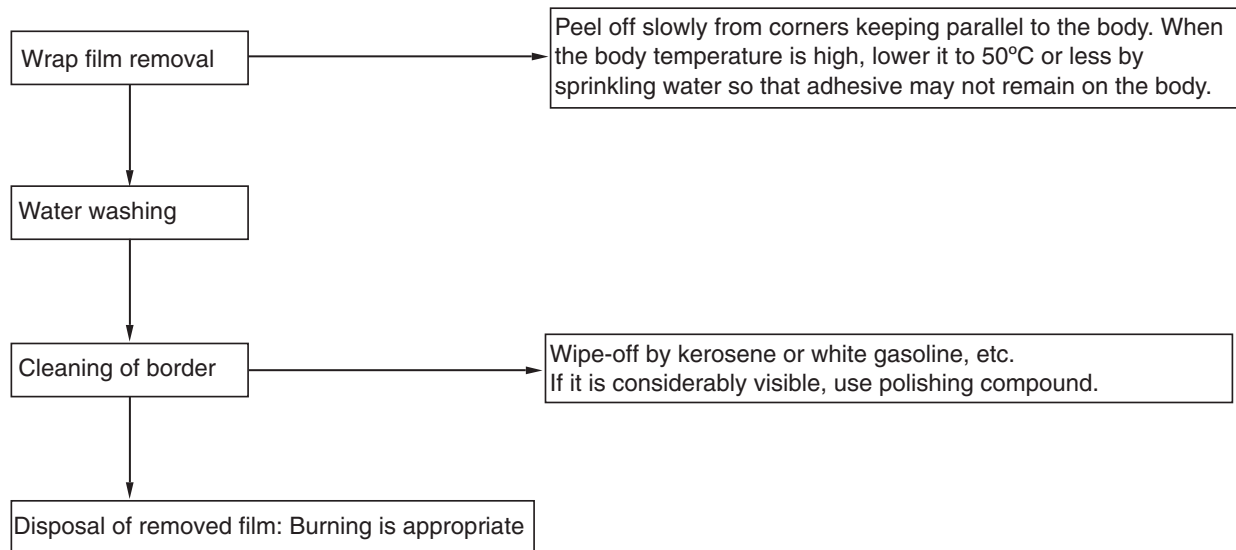 Wrap film removal
Peel off slowly from corners keeping parallel to the body. When
the body temperature is high, lower it to 50ºC or less by
sprinkling water so that adhesive may not remain on the body.
Water washing
Cleaning of border
Wipe-off by kerosene or white gasoline, etc.
If it is considerably visible, use polishing compound.
Disposal of removed film: Burning is appropriate